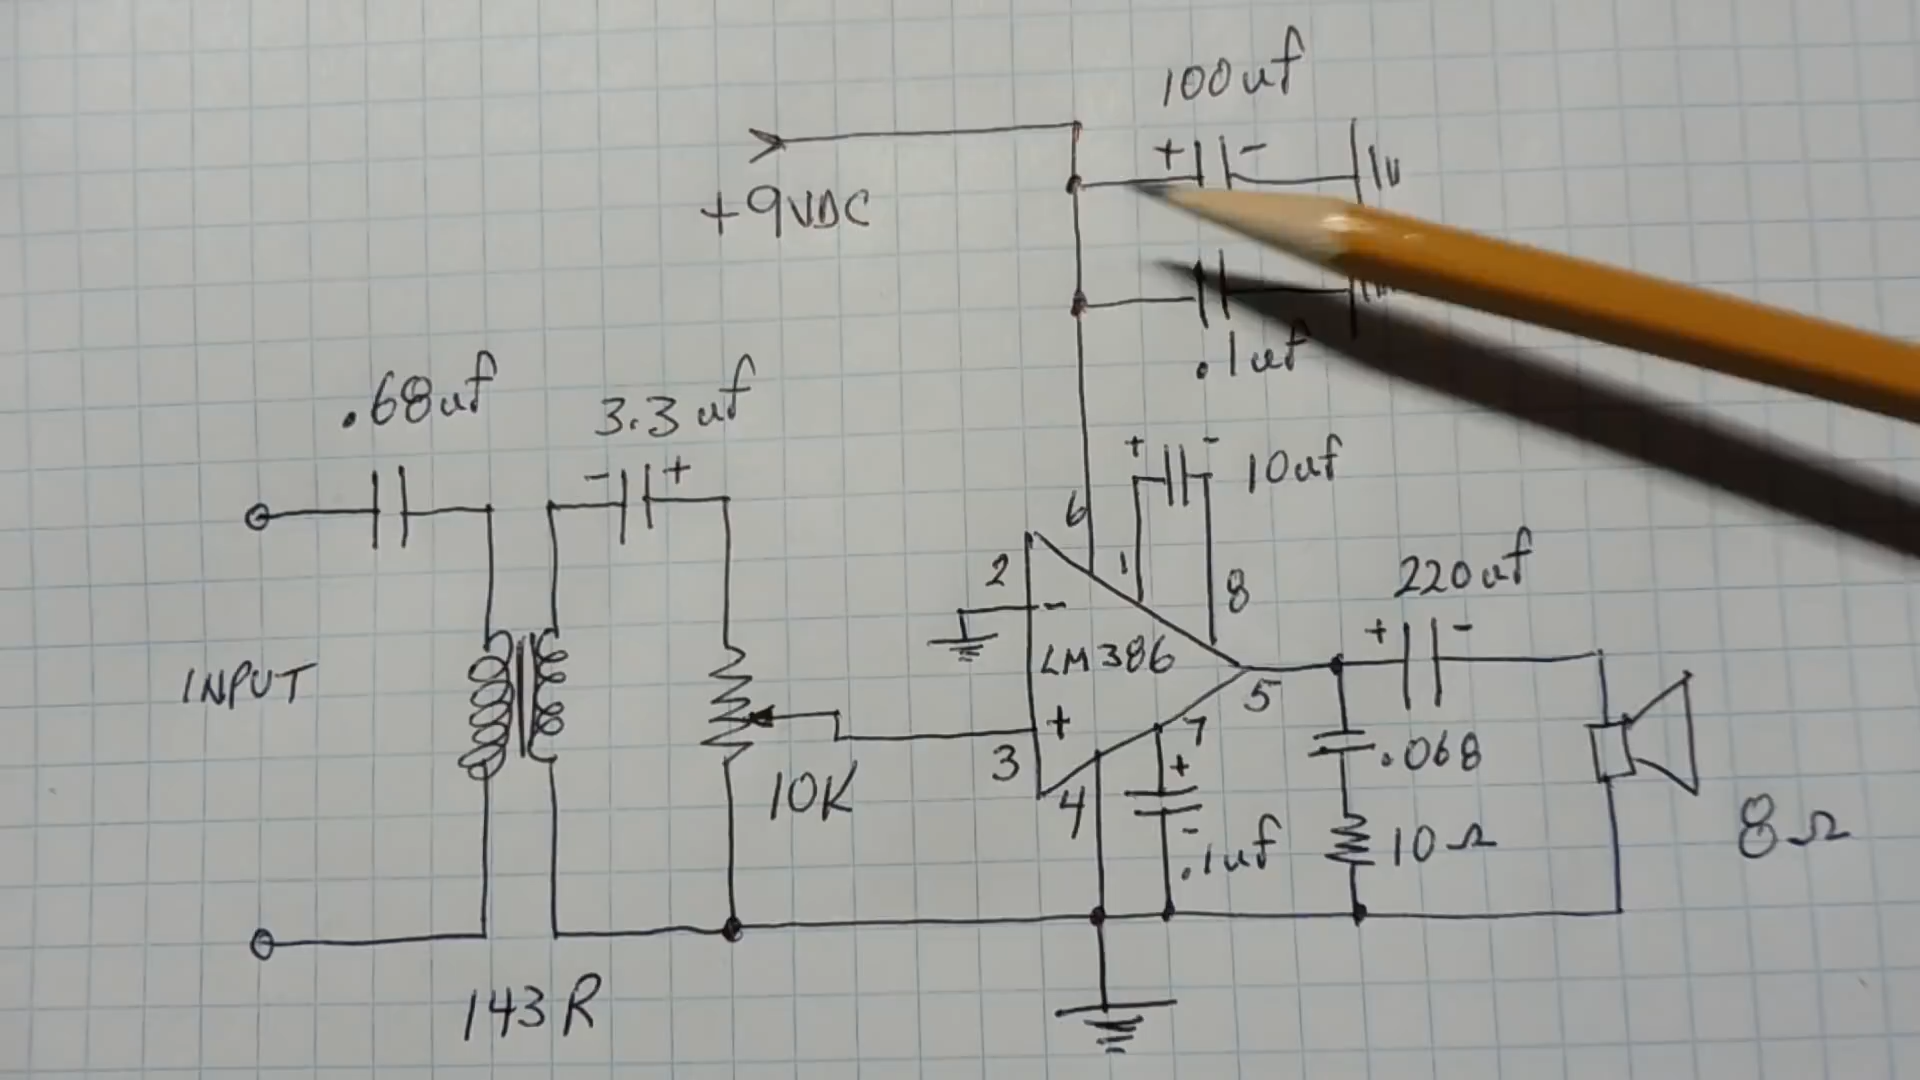 100uf
+ -
+9VDC
.1uf
.68uf
3.3uf
- +
+ -
10uf
6
1
2
8
-
220uf
+ -
LM386
INPUT
5
+
7
3
+
.068
10K
4
-
.1uf
10Ω
8Ω
143R